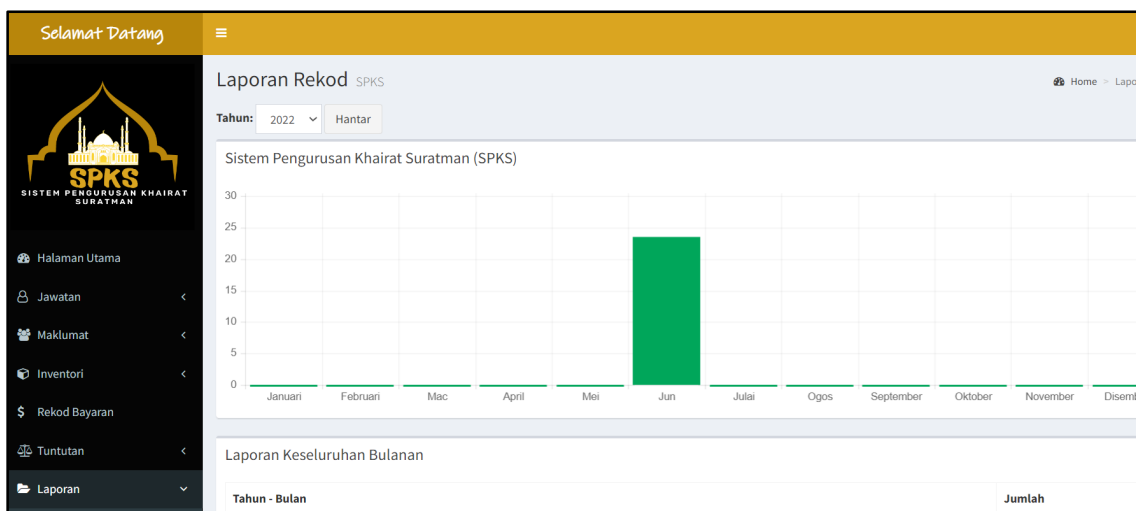 Selamat Datang
SPKS
SISTEM PENGURUSAN KHAIRAT
SURATMAN
Halaman Utama
Jawatan
Maklumat
Inventori
$ Rekod Bayaran
Tuntutan
Laporan
Laporan Rekod SPKS
Home > Lapo
Tahun: 2022 Hantar
Sistem Pengurusan Khairat Suratman (SPKS)
30
25
20
15
10
5
0
Januari Februari Mac April Mei Jun Julai Ogos September Oktober November Disemb
Laporan Keseluruhan Bulanan
Tahun - Bulan Jumlah